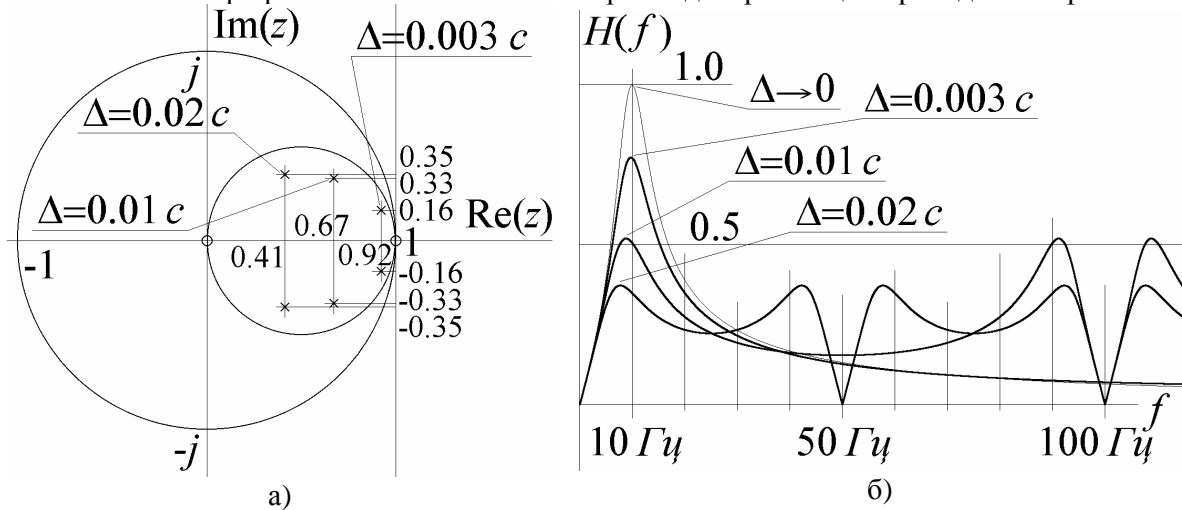 Im(z)
Δ=0.003 c
j
Δ=0.02 c
0.35
0.33
Δ=0.01 c
0.16
Re(z)
0.67
-1
0.41
0.92
1
-0.16
-0.33
-0.35
-j
а)
H(f)
1.0
Δ→0
Δ=0.003 c
Δ=0.01 c
0.5
Δ=0.02 c
f
10 Гц
50 Гц
100 Гц
б)